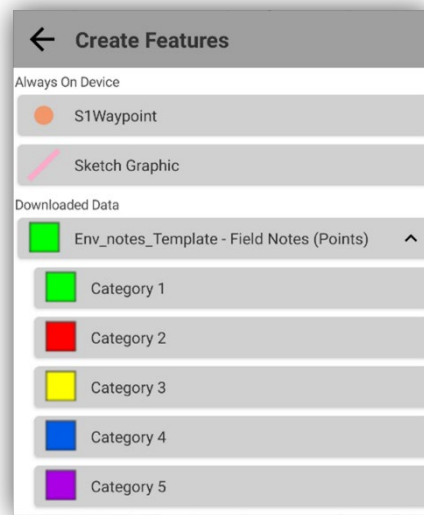 Create Features
Always On Device
S1Waypoint
Sketch Graphic
Downloaded Data
Env_notes_Template - Field Notes (Points)
Category 1
Category 2
Category 3
Category 4
Category 5